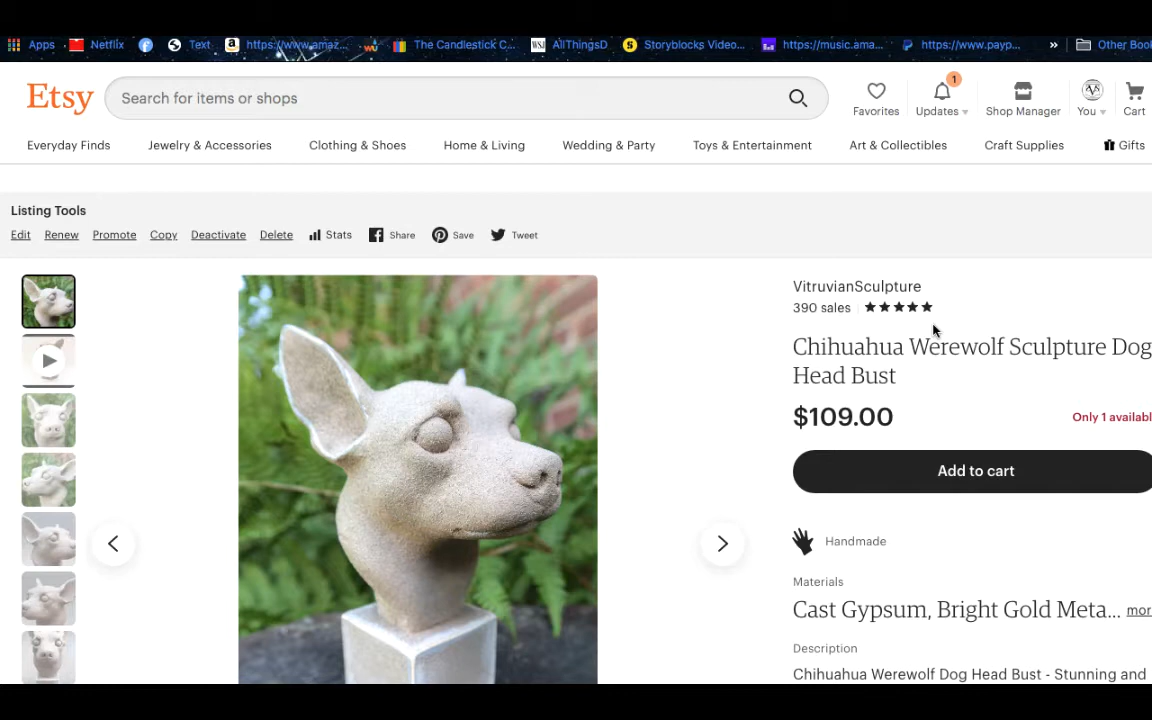 Apps Netflix Text https://www.amaz... The Candlestick C... WSJ AllThingsD S Storyblocks Video... https://music.ama... https://www.payp... » Other Boo
Etsy Search for items or shops Favorites 1 Updates Shop Manager You Cart
Everyday Finds Jewelry & Accessories Clothing & Shoes Home & Living Wedding & Party Toys & Entertainment Art & Collectibles Craft Supplies Gifts
Listing Tools
Edit Renew Promote Copy Deactivate Delete Stats Share Save Tweet
VitruvianSculpture
390 sales
Chihuahua Werewolf Sculpture Dog
Head Bust
$109.00 Only 1 availabl
Add to cart
Handmade
Materials
Cast Gypsum, Bright Gold Meta... mor
Description
Chihuahua Werewolf Dog Head Bust - Stunning and